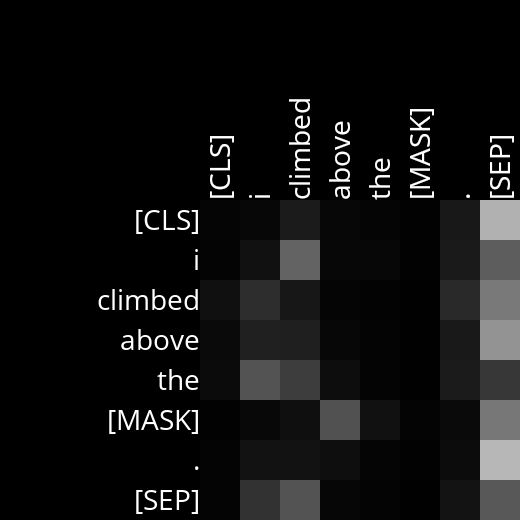 [CLS]
i
climbed
above
the
[MASK]
.
[SEP]
[CLS]
i
climbed
above
the
[MASK]
.
[SEP]